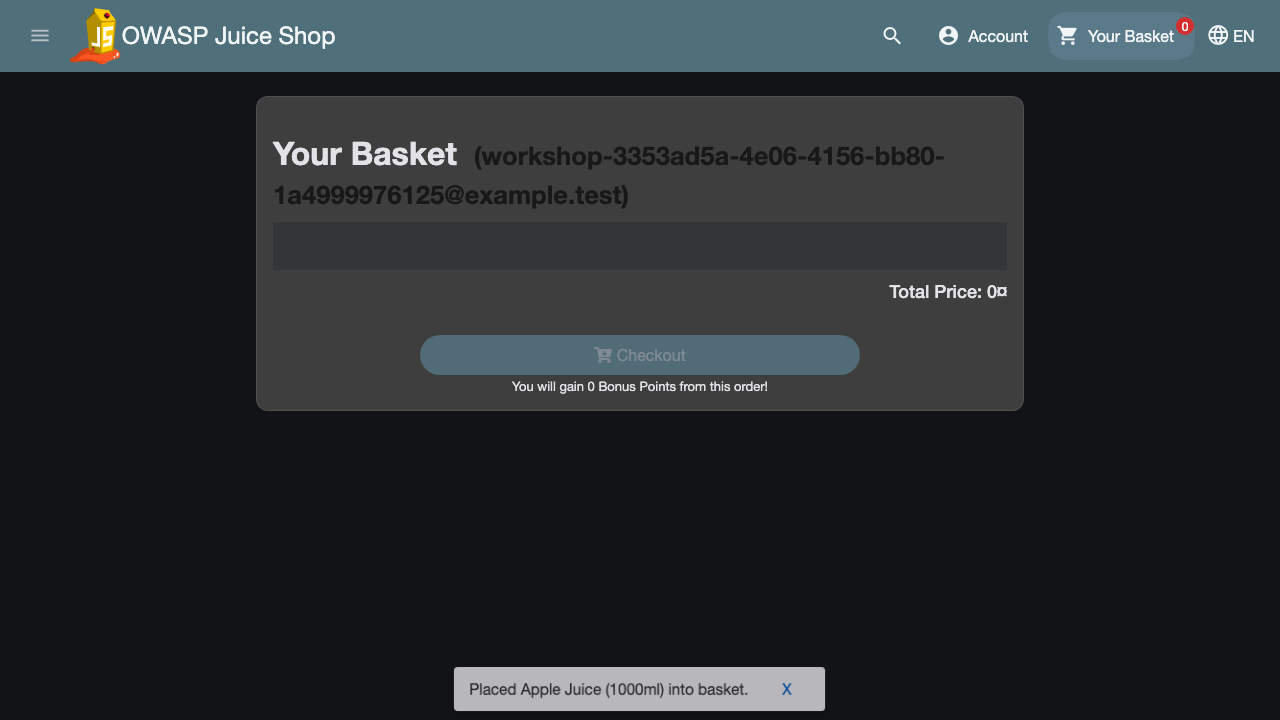 JS
OWASP Juice Shop
Account
Your Basket
0
EN
Your Basket (workshop-3353ad5a-4e06-4156-bb80-
1a4999976125@example.test)
Total Price: 0¤
Checkout
You will gain 0 Bonus Points from this order!
Placed Apple Juice (1000ml) into basket.
X